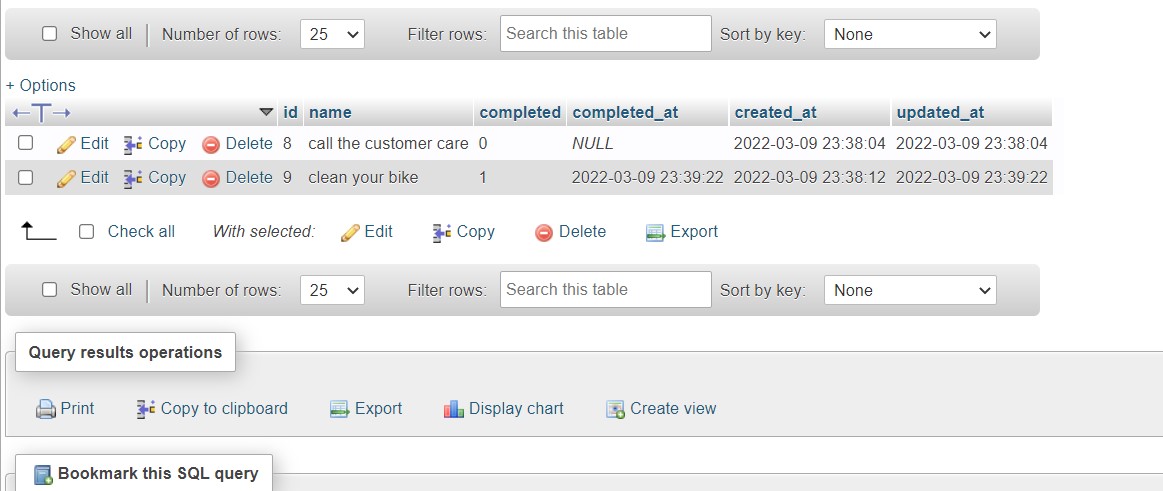 Show all Number of rows: 25 Filter rows: Search this table Sort by key: None
+ Options
←T→ id name completed completed_at created_at updated_at
Edit Copy Delete 8 call the customer care 0 NULL 2022-03-09 23:38:04 2022-03-09 23:38:04
Edit Copy Delete 9 clean your bike 1 2022-03-09 23:39:22 2022-03-09 23:38:12 2022-03-09 23:39:22
Check all With selected: Edit Copy Delete Export
Show all Number of rows: 25 Filter rows: Search this table Sort by key: None
Query results operations
Print Copy to clipboard Export Display chart Create view
Bookmark this SQL query